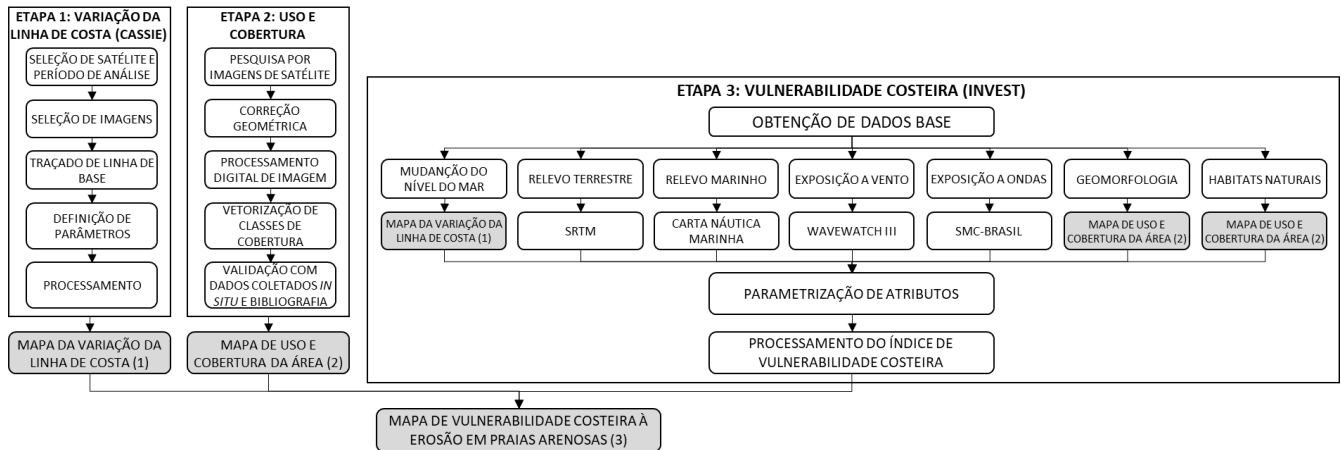 ETAPA 1: VARIAÇÃO DA
LINHA DE COSTA (CASSIE)
SELEÇÃO DE SATÉLITE E
PERÍODO DE ANÁLISE
SELEÇÃO DE IMAGENS
TRAÇADO DE LINHA DE
BASE
DEFINIÇÃO DE
PARÂMETROS
PROCESSAMENTO
MAPA DA VARIAÇÃO DA
LINHA DE COSTA (1)
ETAPA 2: USO E
COBERTURA
PESQUISA POR
IMAGENS DE SATÉLITE
CORREÇÃO
GEOMÉTRICA
PROCESSAMENTO
DIGITAL DE IMAGEM
VETORIZAÇÃO DE
CLASSES DE
COBERTURA
VALIDAÇÃO COM
DADOS COLETADOS IN
SITU E BIBLIOGRAFIA
MAPA DE USO E
COBERTURA DA ÁREA (2)
ETAPA 3: VULNERABILIDADE COSTEIRA (INVEST)
OBTENÇÃO DE DADOS BASE
MUDANÇÃO DO
NÍVEL DO MAR
RELEVO TERRESTRE
RELEVO MARINHO
EXPOSIÇÃO A VENTO
EXPOSIÇÃO A ONDAS
GEOMORFOLOGIA
HABITATS NATURAIS
MAPA DA VARIAÇÃO DA
LINHA DE COSTA (1)
SRTM
CARTA NÁUTICA
MARINHA
WAVEWATCH III
SMC-BRASIL
MAPA DE USO E
COBERTURA DA ÁREA (2)
MAPA DE USO E
COBERTURA DA ÁREA (2)
PARAMETRIZAÇÃO DE ATRIBUTOS
PROCESSAMENTO DO ÍNDICE DE
VULNERABILIDADE COSTEIRA
MAPA DE VULNERABILIDADE COSTEIRA À
EROSÃO EM PRAIAS ARENOSAS (3)